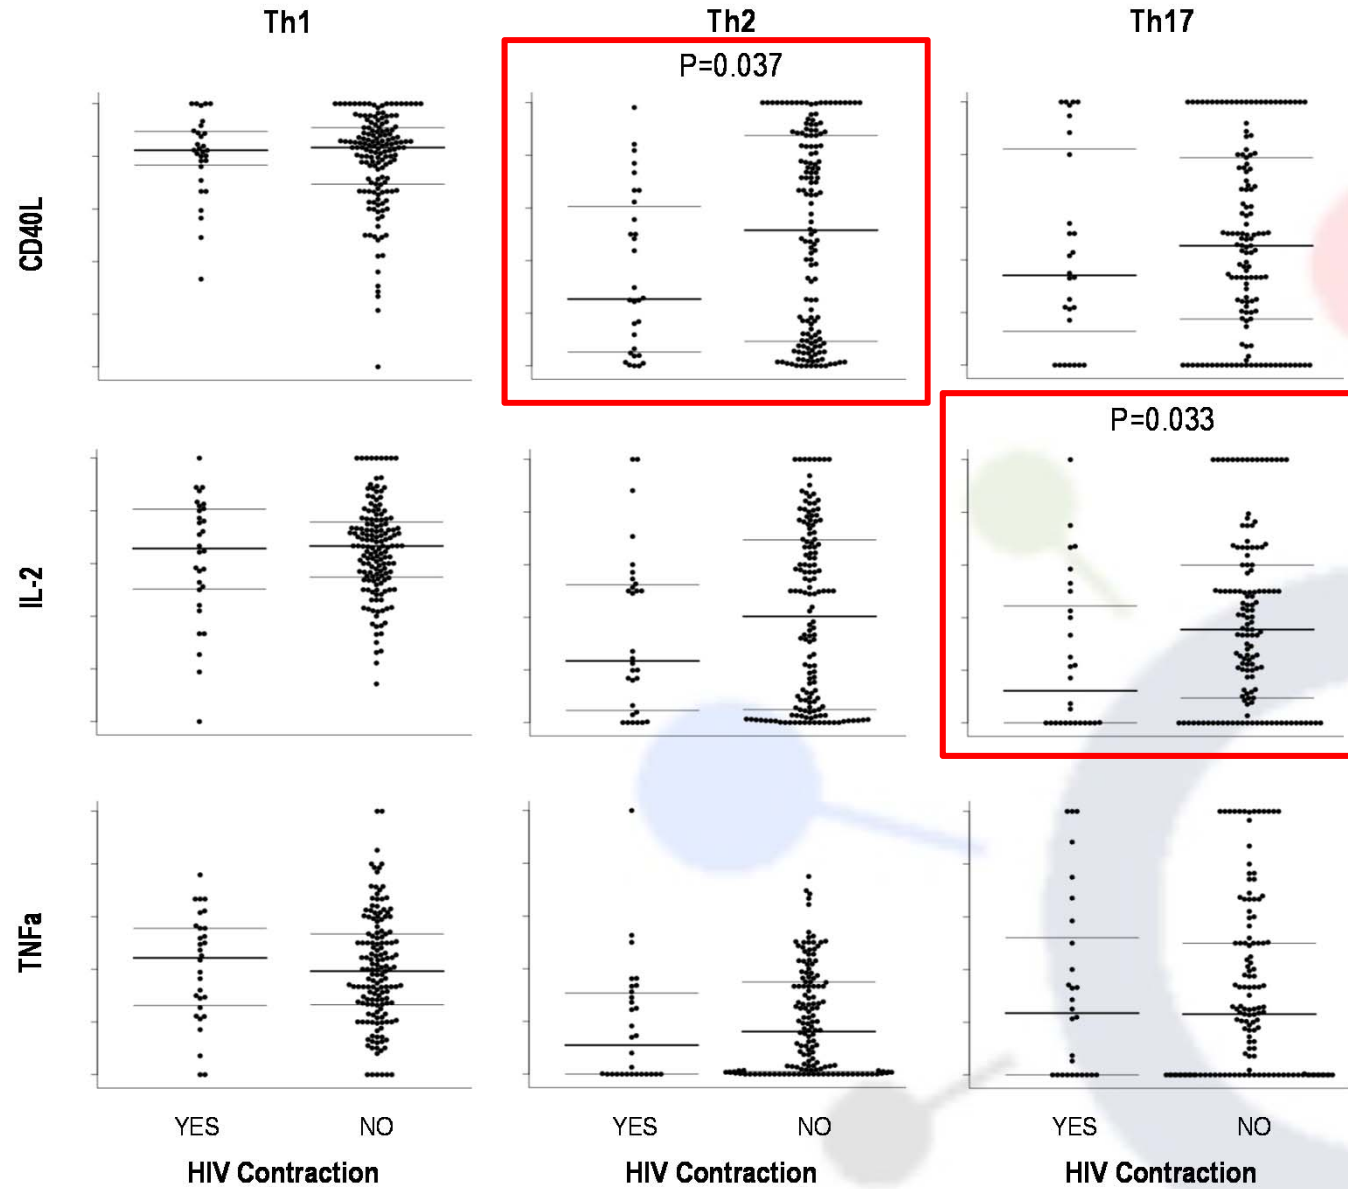 Th1 Th2 Th17
P=0.037
CD40L
P=0.033
IL-2
TNFa
YES NO YES NO YES NO
HIV Contraction HIV Contraction HIV Contraction